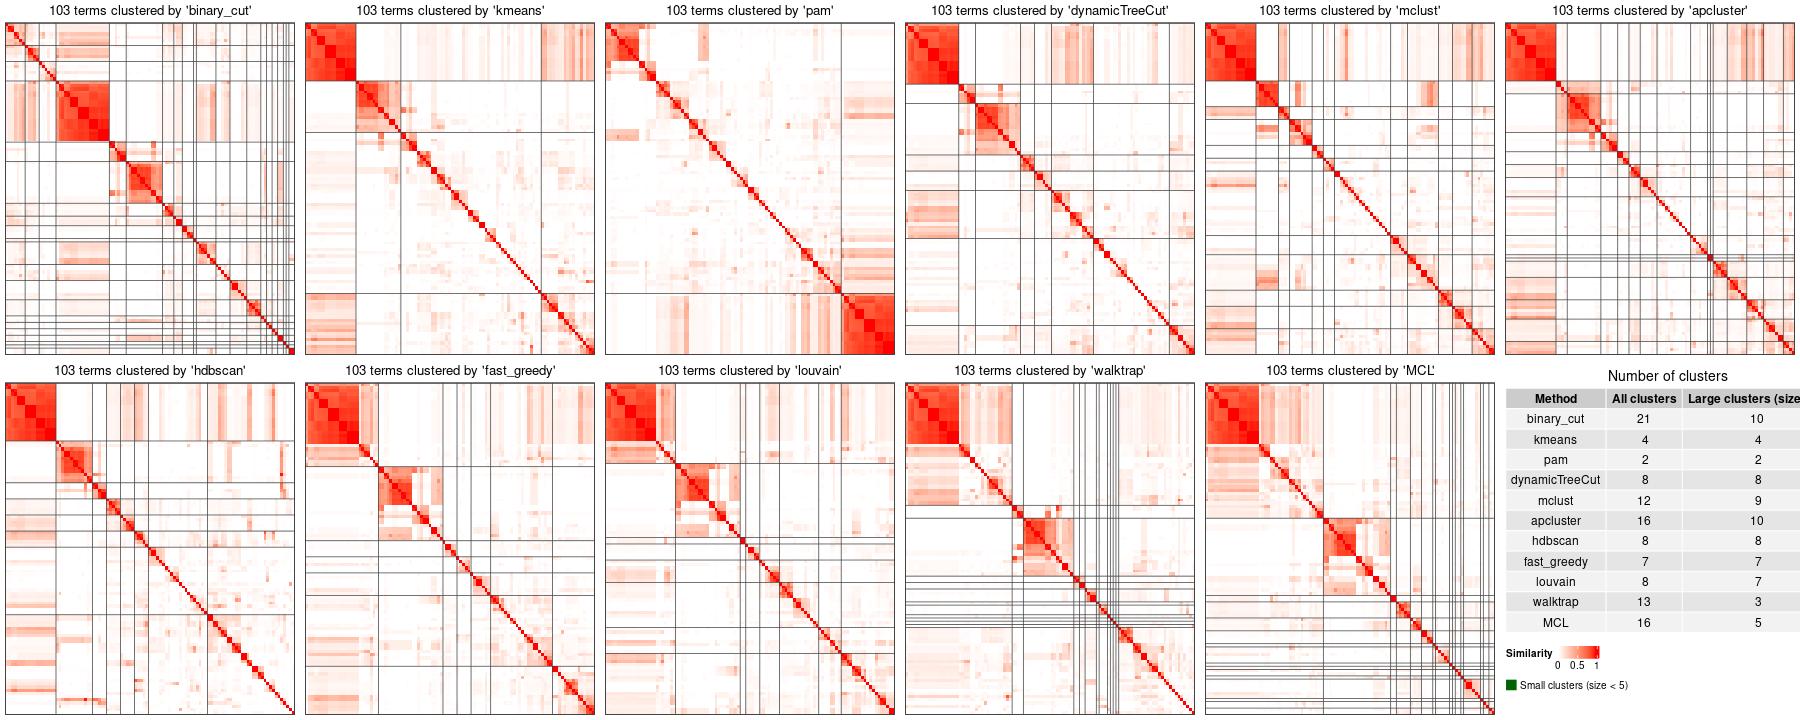 103 terms clustered by 'binary_cut'
103 terms clustered by 'kmeans'
103 terms clustered by 'pam'
103 terms clustered by 'dynamicTreeCut'
103 terms clustered by 'mclust'
103 terms clustered by 'apcluster'
103 terms clustered by 'hdbscan'
103 terms clustered by 'fast_greedy'
103 terms clustered by 'louvain'
103 terms clustered by 'walktrap'
103 terms clustered by 'MCL'
Number of clusters
Method All clusters Large clusters (size
binary_cut 21 10
kmeans 4 4
pam 2 2
dynamicTreeCut 8 8
mclust 12 9
apcluster 16 10
hdbscan 8 8
fast_greedy 7 7
louvain 8 7
walktrap 13 3
MCL 16 5
Similarity
0 0.5 1
Small clusters (size < 5)